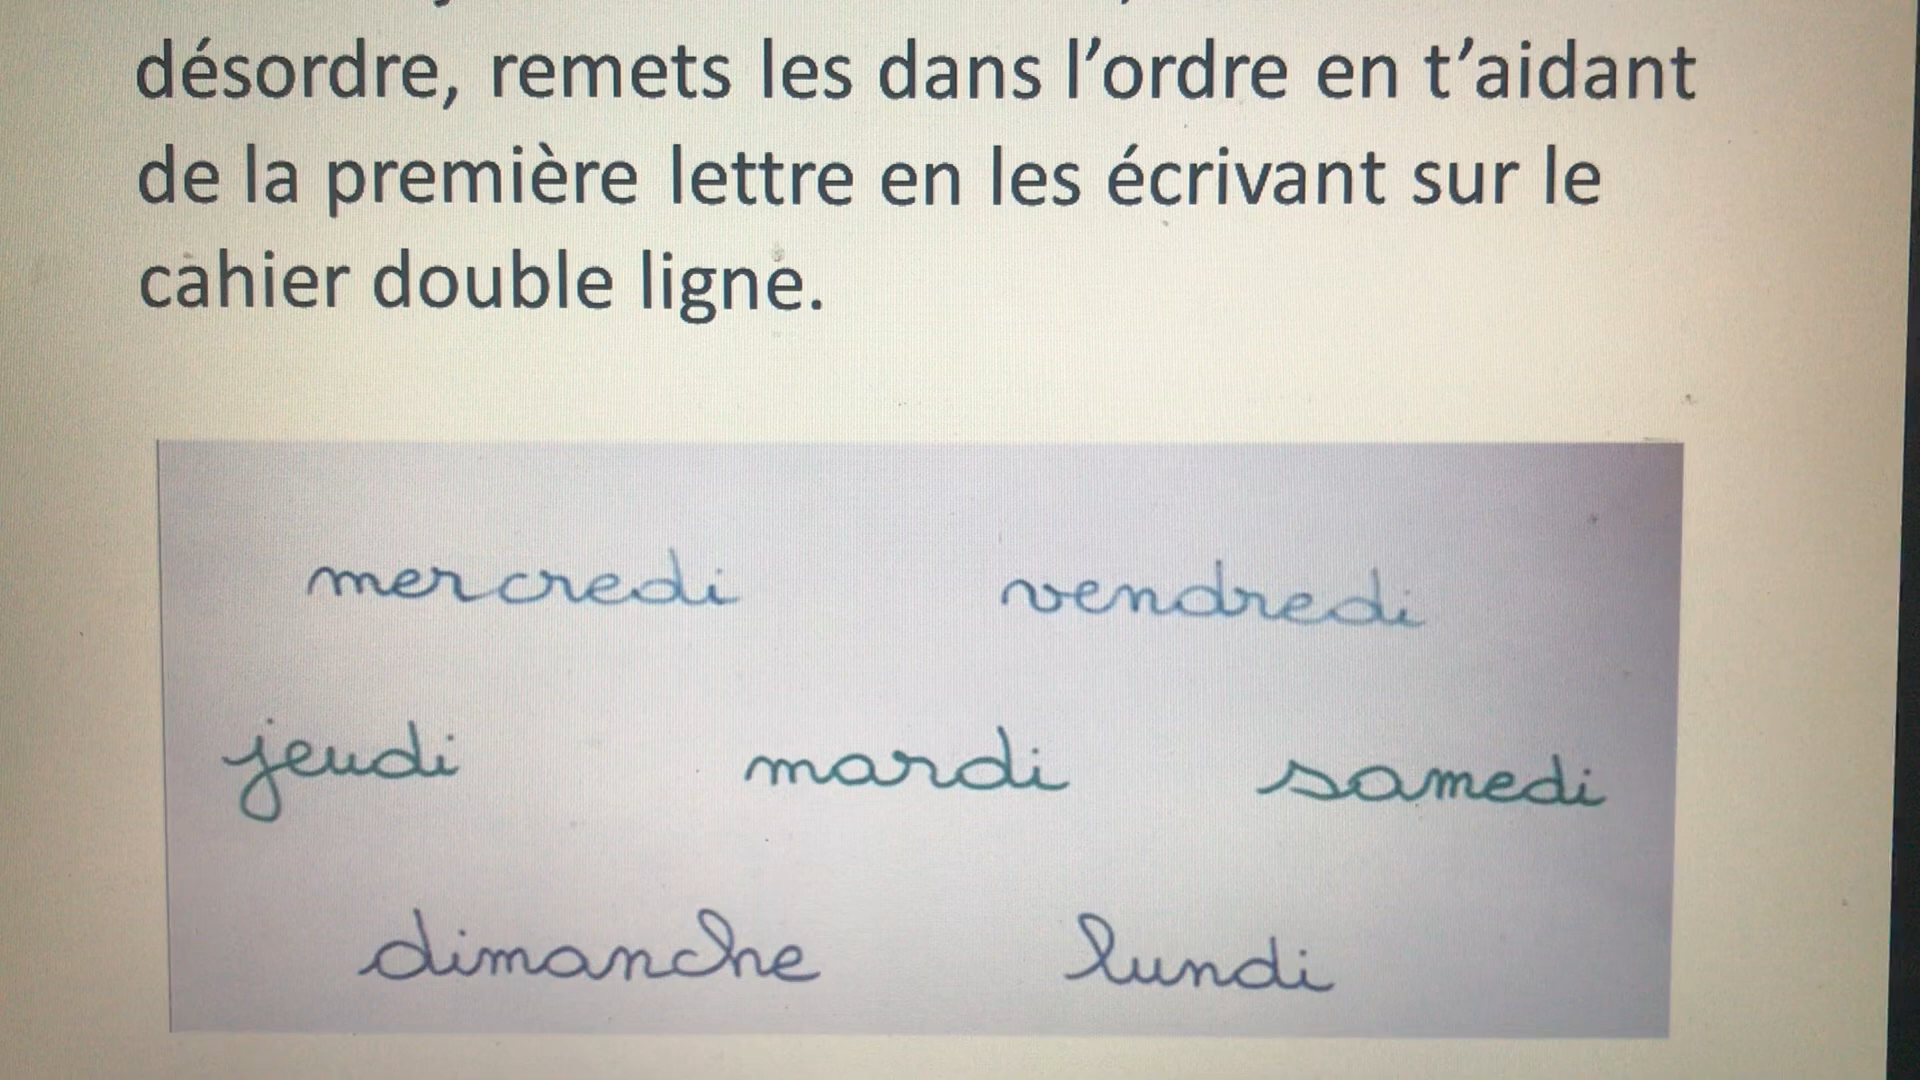 désordre, remets les dans l'ordre en t'aidant
de la première lettre en les écrivant sur le
cahier double ligne.
mercredi vendredi
jeudi mardi samedi
dimanche lundi